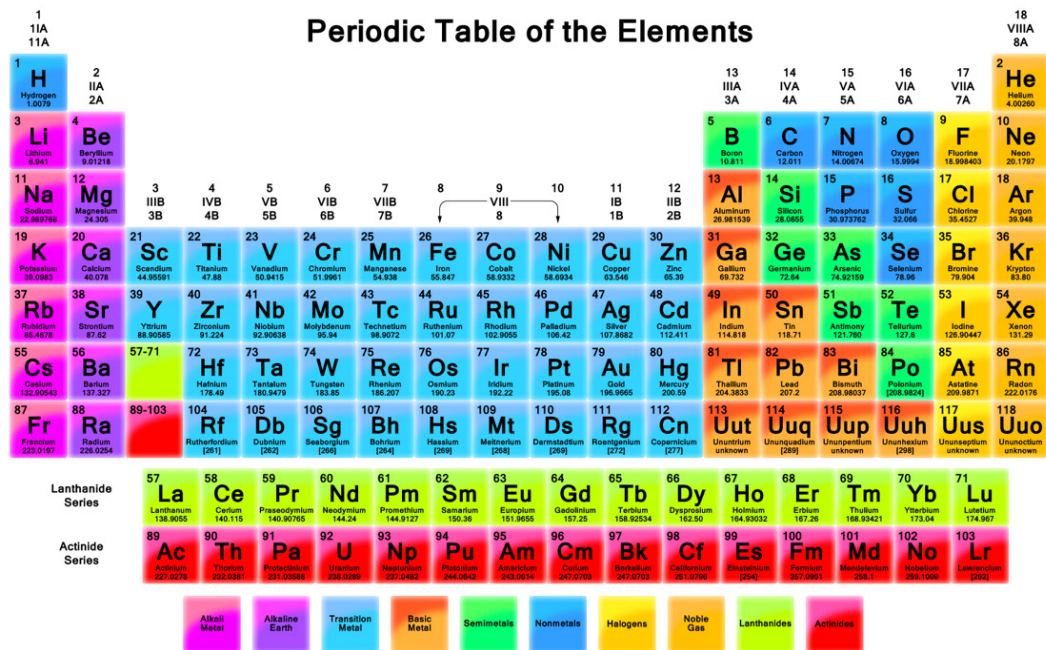 Periodic Table of the Elements
1
1IA
11A
18
VIIIA
8A
1
H
Hydrogen
1.0079
2
IIA
2A
13
IIIA
3A
14
IVA
4A
15
VA
5A
16
VIA
6A
17
VIIA
7A
2
He
Helium
4.00260
3
Li
Lithium
6.941
4
Be
Beryllium
9.01218
5
B
Boron
10.811
6
C
Carbon
12.011
7
N
Nitrogen
14.00674
8
O
Oxygen
15.9994
9
F
Fluorine
18.998403
10
Ne
Neon
20.1797
11
Na
Sodium
22.989768
12
Mg
Magnesium
24.305
3
IIIB
3B
4
IVB
4B
5
VB
5B
6
VIB
6B
7
VIIB
7B
8
9
10
VIII
8
11
IB
1B
12
IIB
2B
13
Al
Aluminum
26.981539
14
Si
Silicon
28.0855
15
P
Phosphorus
30.973762
16
S
Sulfur
32.066
17
Cl
Chlorine
35.4527
18
Ar
Argon
39.948
19
K
Potassium
39.0983
20
Ca
Calcium
40.078
21
Sc
Scandium
44.95591
22
Ti
Titanium
47.88
23
V
Vanadium
50.9415
24
Cr
Chromium
51.9961
25
Mn
Manganese
54.938
26
Fe
Iron
55.847
27
Co
Cobalt
58.9332
28
Ni
Nickel
58.6934
29
Cu
Copper
63.546
30
Zn
Zinc
65.39
31
Ga
Gallium
69.732
32
Ge
Germanium
72.64
33
As
Arsenic
74.92159
34
Se
Selenium
78.96
35
Br
Bromine
79.904
36
Kr
Krypton
83.80
37
Rb
Rubidium
85.4678
38
Sr
Strontium
87.62
39
Y
Yttrium
88.90585
40
Zr
Zirconium
91.224
41
Nb
Niobium
92.90638
42
Mo
Molybdenum
95.94
43
Tc
Technetium
98.9072
44
Ru
Ruthenium
101.07
45
Rh
Rhodium
102.9055
46
Pd
Palladium
106.42
47
Ag
Silver
107.8682
48
Cd
Cadmium
112.411
49
In
Indium
114.818
50
Sn
Tin
118.71
51
Sb
Antimony
121.760
52
Te
Tellurium
127.6
53
I
Iodine
126.90447
54
Xe
Xenon
131.29
55
Cs
Cesium
132.90543
56
Ba
Barium
137.327
57-71
72
Hf
Hafnium
178.49
73
Ta
Tantalum
180.9479
74
W
Tungsten
183.85
75
Re
Rhenium
186.207
76
Os
Osmium
190.23
77
Ir
Iridium
192.22
78
Pt
Platinum
195.08
79
Au
Gold
196.9665
80
Hg
Mercury
200.59
81
Tl
Thallium
204.3833
82
Pb
Lead
207.2
83
Bi
Bismuth
208.98037
84
Po
Polonium
[208.9824]
85
At
Astatine
209.9871
86
Rn
Radon
222.0176
87
Fr
Francium
223.0197
88
Ra
Radium
226.0254
89-103
104
Rf
Rutherfordium
[261]
105
Db
Dubnium
[262]
106
Sg
Seaborgium
[266]
107
Bh
Bohrium
[264]
108
Hs
Hassium
[269]
109
Mt
Meitnerium
[268]
110
Ds
Darmstadtium
[269]
111
Rg
Roentgenium
[272]
112
Cn
Copernicium
[277]
113
Uut
Ununtrium
unknown
114
Uuq
Ununquadium
[289]
115
Uup
Ununpentium
unknown
116
Uuh
Ununhexium
[298]
117
Uus
Ununseptium
unknown
118
Uuo
Ununoctium
unknown
Lanthanide
Series
57
La
Lanthanum
138.9055
58
Ce
Cerium
140.115
59
Pr
Praseodymium
140.90765
60
Nd
Neodymium
144.24
61
Pm
Promethium
144.9127
62
Sm
Samarium
150.36
63
Eu
Europium
151.9655
64
Gd
Gadolinium
157.25
65
Tb
Terbium
158.92534
66
Dy
Dysprosium
162.50
67
Ho
Holmium
164.93032
68
Er
Erbium
167.26
69
Tm
Thulium
168.93421
70
Yb
Ytterbium
173.04
71
Lu
Lutetium
174.967
Actinide
Series
89
Ac
Actinium
227.0278
90
Th
Thorium
232.0381
91
Pa
Protactinium
231.03588
92
U
Uranium
238.0289
93
Np
Neptunium
237.0482
94
Pu
Plutonium
244.0642
95
Am
Americium
243.0614
96
Cm
Curium
247.0703
97
Bk
Berkelium
247.0703
98
Cf
Californium
251.0796
99
Es
Einsteinium
[254]
100
Fm
Fermium
257.0951
101
Md
Mendelevium
258.1
102
No
Nobelium
259.1009
103
Lr
Lawrencium
[262]
Alkali
Metal
Alkaline
Earth
Transition
Metal
Basic
Metal
Semimetals
Nonmetals
Halogens
Noble
Gas
Lanthanides
Actinides